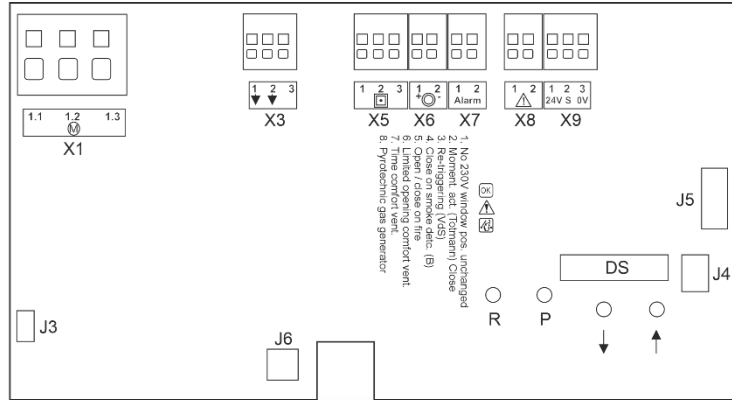 1 2 3
1 2 3
1 2
1 2
1 2
1 2 3
+ -
Alarm
24V S 0V
1.1 1.2 1.3
M
X1
X3
X5
X6
X7
X8
X9
1. No 230V window pos. unchanged
2. Moment. act. (Totmann) Close
3. Re-triggering (VdS)
4. Close on smoke detc. (B)
5. Open / close on fire
6. Limited opening comfort vent.
7. Time comfort vent.
8. Pyrotechnic gas generator
OK
J5
DS
J4
R
P
J3
J6